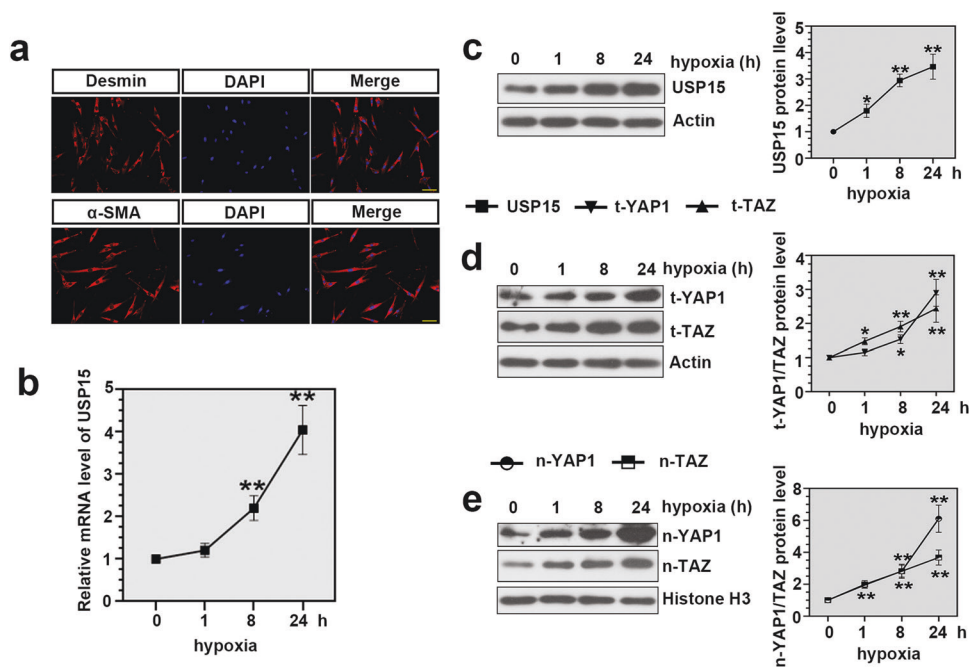 a
Desmin DAPI Merge
α-SMA DAPI Merge
b
Relative mRNA level of USP15
5
4
3
2
1
0
** **
0 1 8 24 h
hypoxia
c
0 1 8 24 hypoxia (h)
USP15
Actin
USP15 protein llevel
5
4
3
2
1
0
* ** **
0 1 8 24 h
hypoxia
USP15 t-YAP1 t-TAZ
d
0 1 8 24 hypoxia (h)
t-YAP1
t-TAZ
Actin
t-YAP1/TAZ protein level
4
3
2
1
0
* ** **
* **
0 1 8 24 h
hypoxia
n-YAP1 n-TAZ
e
0 1 8 24 hypoxia (h)
n-YAP1
n-TAZ
Histone H3
n-YAP1/TAZ protein level
8
6
4
2
0
** **
** ** **
0 1 8 24 h
hypoxia